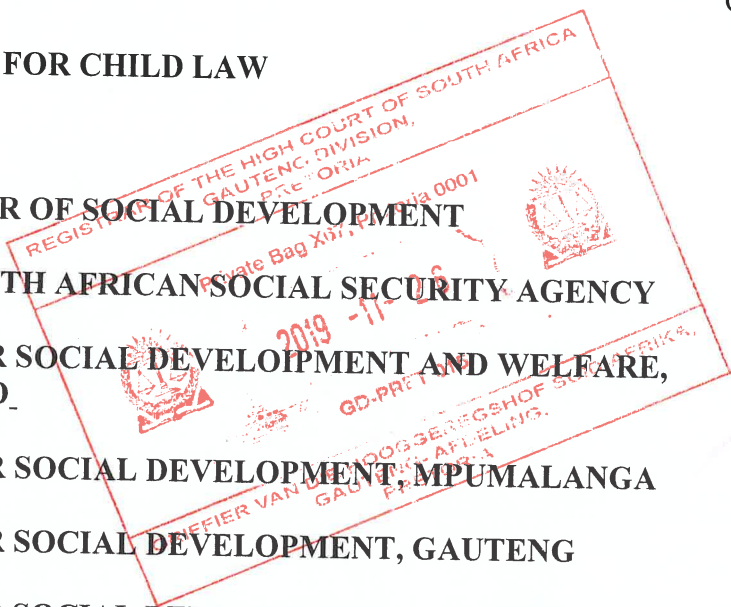 FOR CHILD LAW
REGISTRAR OF THE HIGH COURT OF SOUTH AFRICA
GAUTENG DIVISION,
PRETORIA
Private Bag X67, Pretoria 0001
2019 -11- 26
GD-PRET-015
GRIFFIER VAN DIE HOOGGEREGSHOF SUID AFRIKA,
GAUTENG AFDELING,
PRETORIA
R OF SOCIAL DEVELOPMENT
TH AFRICAN SOCIAL SECURITY AGENCY
R SOCIAL DEVELOIPMENT AND WELFARE,
R SOCIAL DEVELOPMENT, MPUMALANGA
R SOCIAL DEVELOPMENT, GAUTENG